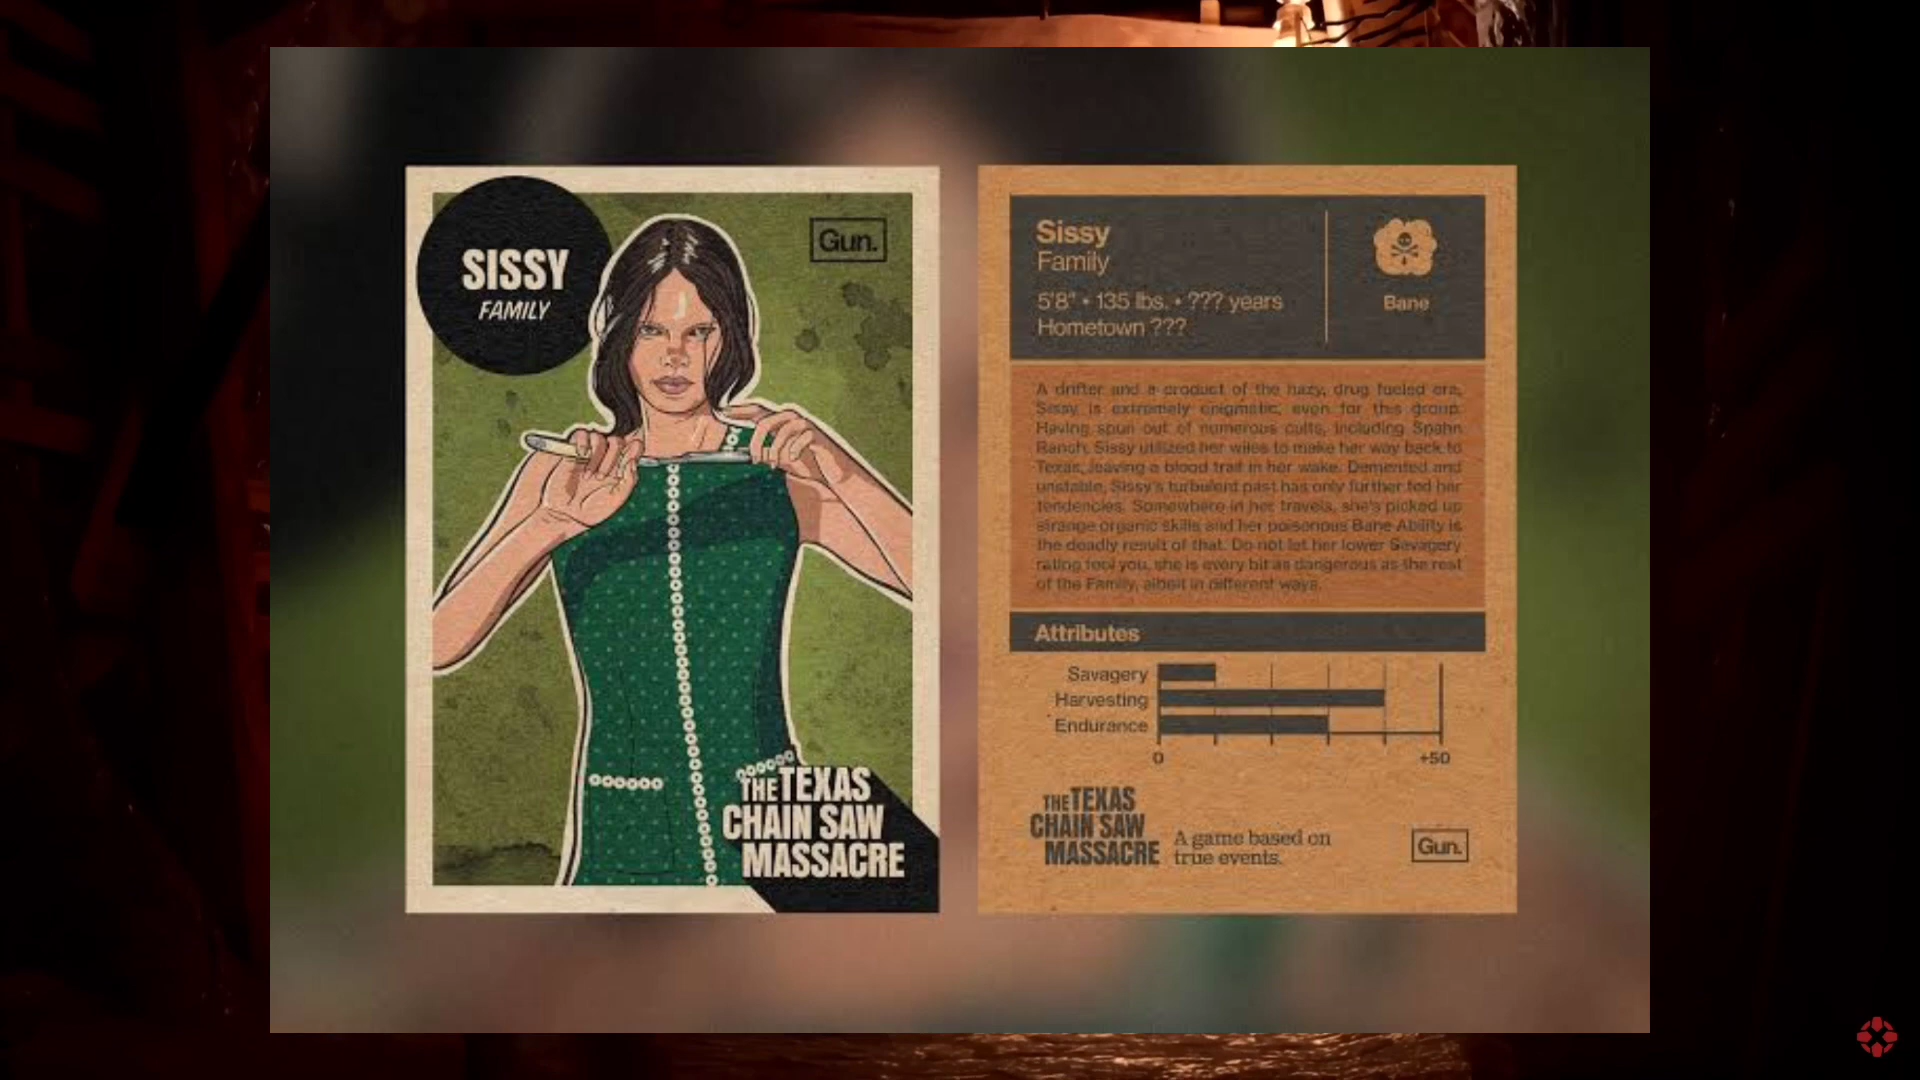 SISSY
FAMILY
Gun.
THE TEXAS
CHAIN SAW
MASSACRE
Sissy
Family
5'8" • 135 lbs. • ??? years
Hometown ???
Bane
A drifter and a product of the hazy, drug fueled era,
Sissy is extremely enigmatic, even for this group.
Having spun out of numerous cults, including Spahn
Ranch, Sissy utilized her wiles to make her way back to
Texas, leaving a blood trail in her wake. Demented and
unstable, Sissy's turbulent past has only further fed her
tendencies. Somewhere in her travels, she's picked up
strange organic skills and her poisonous Bane Ability is
the deadly result of that. Do not let her lower Savagery
rating fool you, she is every bit as dangerous as the rest
of the Family, albeit in different ways.
Attributes
Savagery
Harvesting
Endurance
0
+50
THE TEXAS
CHAIN SAW
MASSACRE
A game based on
true events.
Gun.